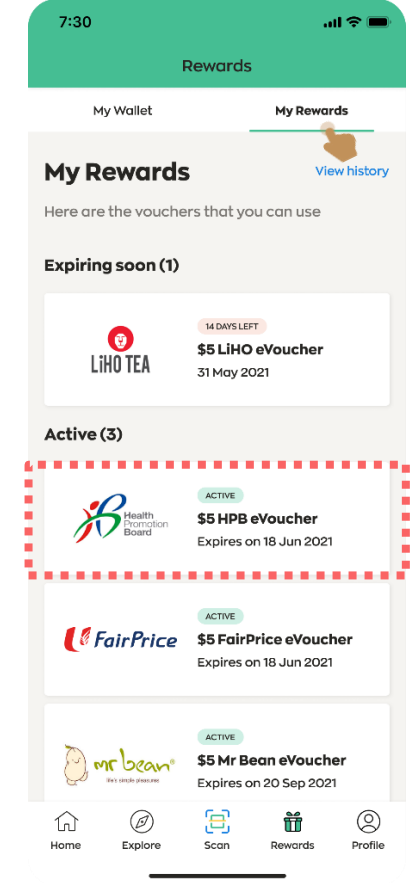 7:30
Rewards
My Wallet
My Rewards
My Rewards
View history
Here are the vouchers that you can use
Expiring soon (1)
LiHO TEA
14 DAYS LEFT
$5 LiHO eVoucher
31 May 2021
Active (3)
Health
Promotion
Board
ACTIVE
$5 HPB eVoucher
Expires on 18 Jun 2021
FairPrice
ACTIVE
$5 FairPrice eVoucher
Expires on 18 Jun 2021
mr bean®
life's simple pleasures
ACTIVE
$5 Mr Bean eVoucher
Expires on 20 Sep 2021
Home
Explore
Scan
Rewards
Profile